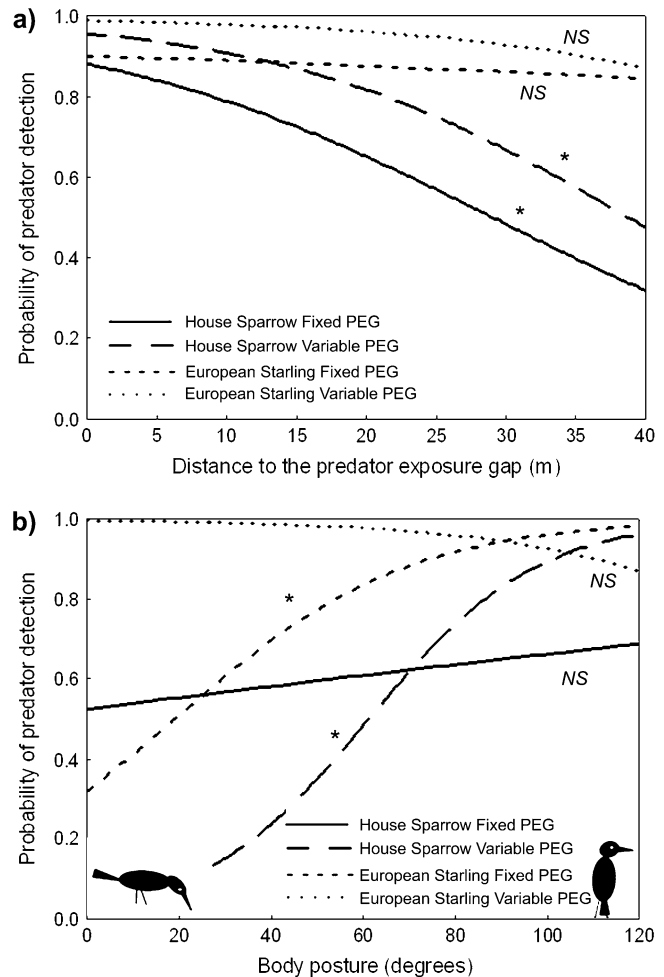 a)
1.0
0.8
0.6
0.4
0.2
0.0
Probability of predator detection
NS
NS
*
*
House Sparrow Fixed PEG
House Sparrow Variable PEG
European Starling Fixed PEG
European Starling Variable PEG
0 5 10 15 20 25 30 35 40
Distance to the predator exposure gap (m)
b)
1.0
0.8
0.6
0.4
0.2
0.0
Probability of predator detection
*
NS
NS
*
House Sparrow Fixed PEG
House Sparrow Variable PEG
European Starling Fixed PEG
European Starling Variable PEG
0 20 40 60 80 100 120
Body posture (degrees)